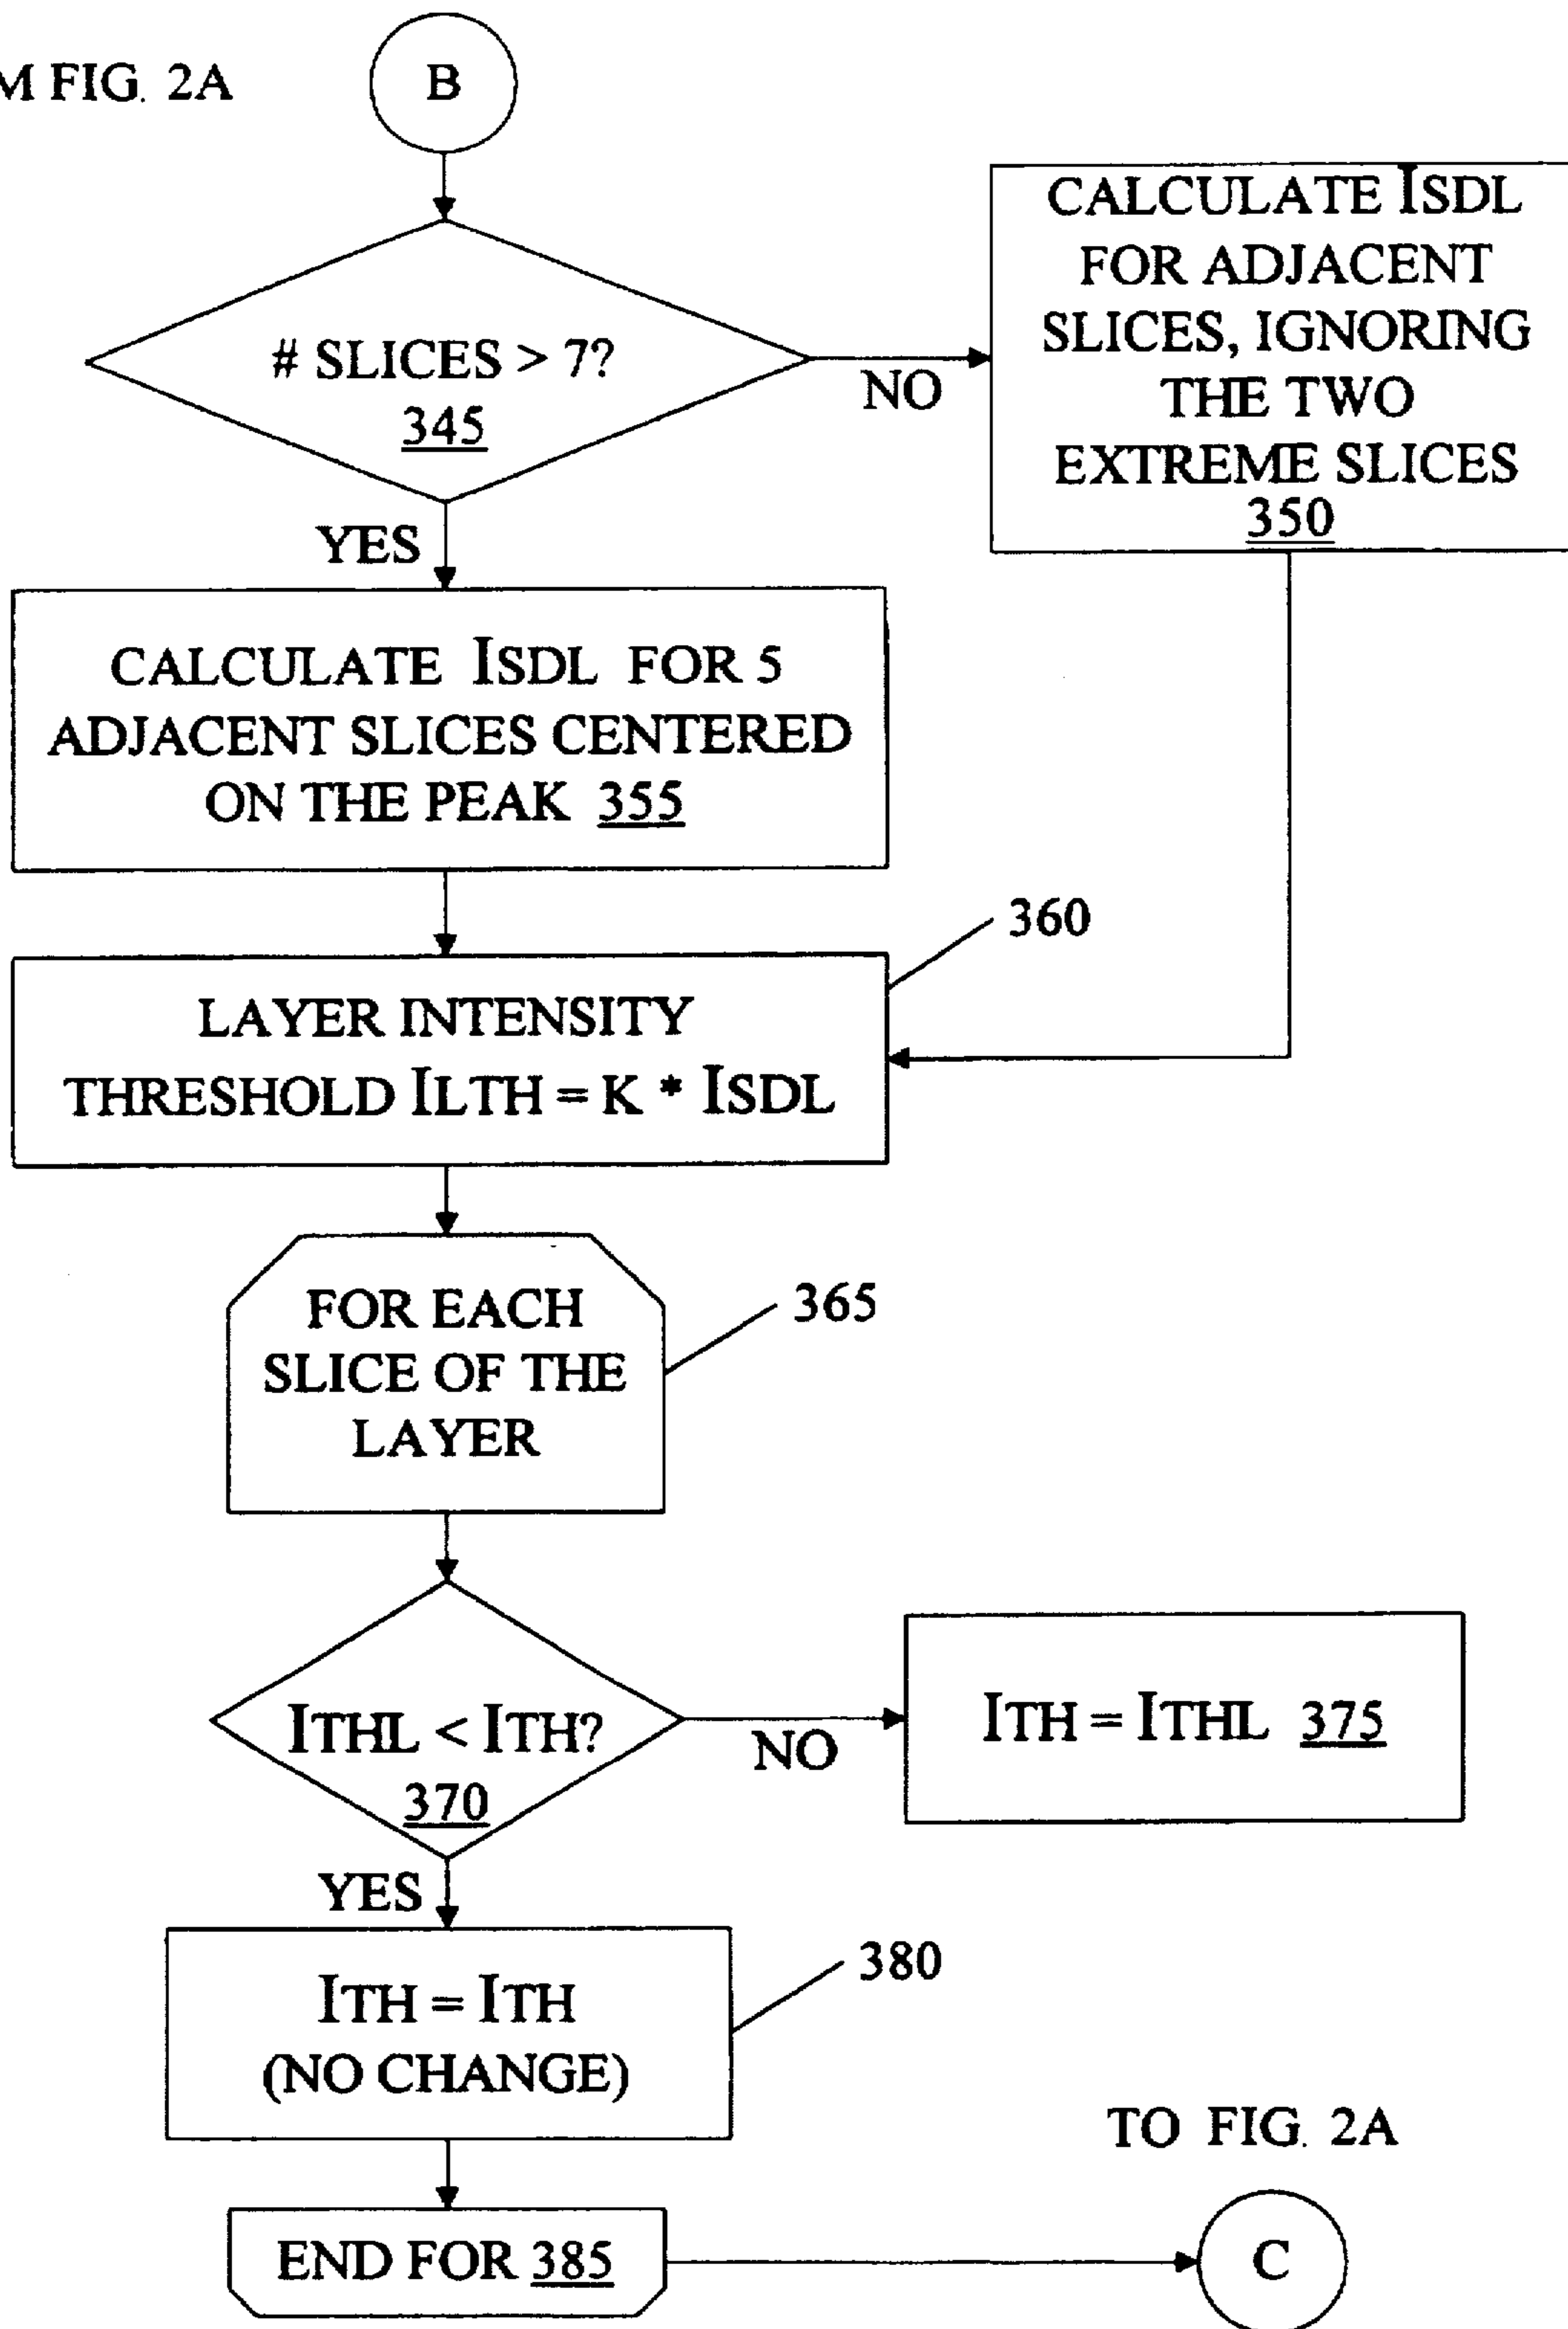 M FIG. 2A
B
# SLICES > 7?
345
NO
YES
CALCULATE ISDL
FOR ADJACENT
SLICES, IGNORING
THE TWO
EXTREME SLICES
350
CALCULATE ISDL FOR 5
ADJACENT SLICES CENTERED
ON THE PEAK 355
360
LAYER INTENSITY
THRESHOLD ILTH = K * ISDL
FOR EACH
SLICE OF THE
LAYER
365
ITHL < ITH?
370
NO
ITH = ITHL 375
YES
ITH = ITH
(NO CHANGE)
380
TO FIG. 2A
END FOR 385
C